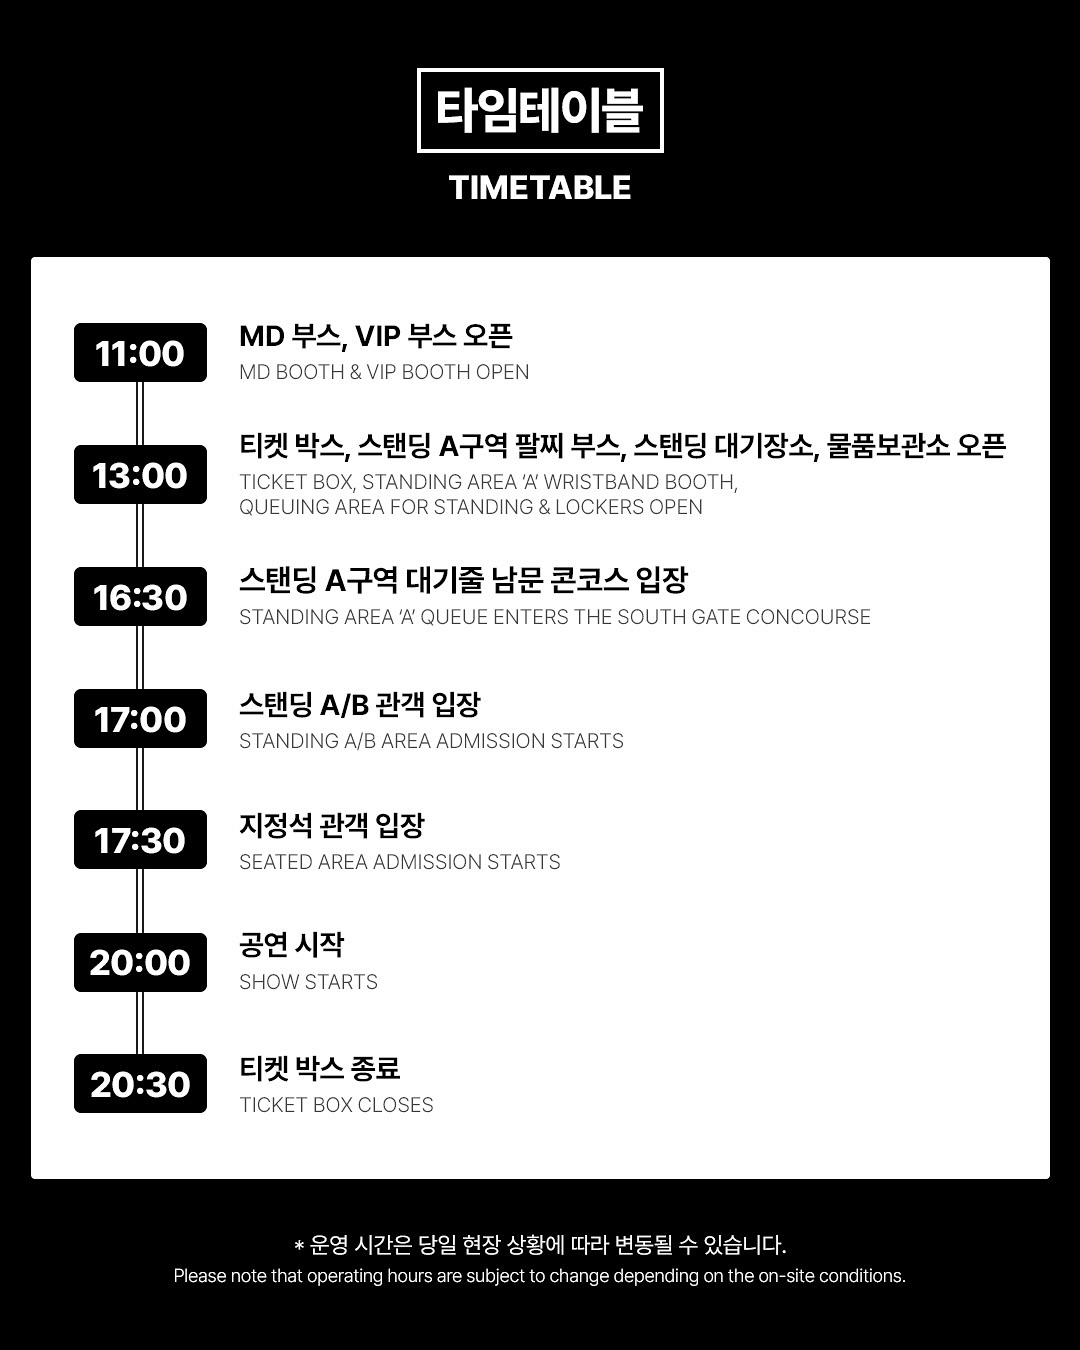 타임테이블
TIMETABLE
11:00
MD 부스, VIP 부스 오픈
MD BOOTH & VIP BOOTH OPEN
13:00
티켓 박스, 스탠딩 A구역 팔찌 부스, 스탠딩 대기장소, 물품보관소 오픈
TICKET BOX, STANDING AREA ‘A’ WRISTBAND BOOTH,
QUEUING AREA FOR STANDING & LOCKERS OPEN
16:30
스탠딩 A구역 대기줄 남문 콘코스 입장
STANDING AREA ‘A’ QUEUE ENTERS THE SOUTH GATE CONCOURSE
17:00
스탠딩 A/B 관객 입장
STANDING A/B AREA ADMISSION STARTS
17:30
지정석 관객 입장
SEATED AREA ADMISSION STARTS
20:00
공연 시작
SHOW STARTS
20:30
티켓 박스 종료
TICKET BOX CLOSES
* 운영 시간은 당일 현장 상황에 따라 변동될 수 있습니다.
Please note that operating hours are subject to change depending on the on-site conditions.